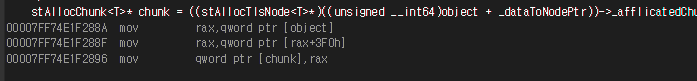 stAllocChunk<T>* chunk = ((stAllocTlsNode<T>*)((unsigned __int64)object + _dataToNodePtr))->_afflicatedChu
00007FF74E1F288A  mov         rax,qword ptr [object]
00007FF74E1F288F  mov         rax,qword ptr [rax+3F0h]
00007FF74E1F2896  mov         qword ptr [chunk],rax